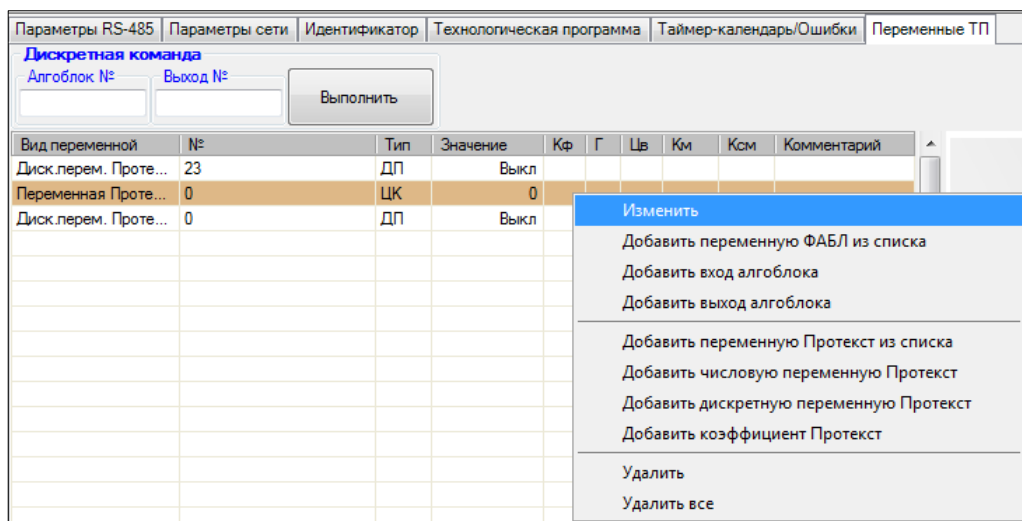 Параметры RS-485 Параметры сети Идентификатор Технологическая программа Таймер-календарь/Ошибки Переменные ТП
Дискретная команда
Алгоблок № Выход №
Выполнить
Вид переменной № Тип Значение Кф Г Цв Км Ксм Комментарий
Диск.перем. Проте... 23 ДП Выкл
Переменная Проте... 0 ЦК 0
Диск.перем. Проте... 0 ДП Выкл
Изменить
Добавить переменную ФАБЛ из списка
Добавить вход алгоблока
Добавить выход алгоблока
Добавить переменную Протекст из списка
Добавить числовую переменную Протекст
Добавить дискретную переменную Протекст
Добавить коэффициент Протекст
Удалить
Удалить все